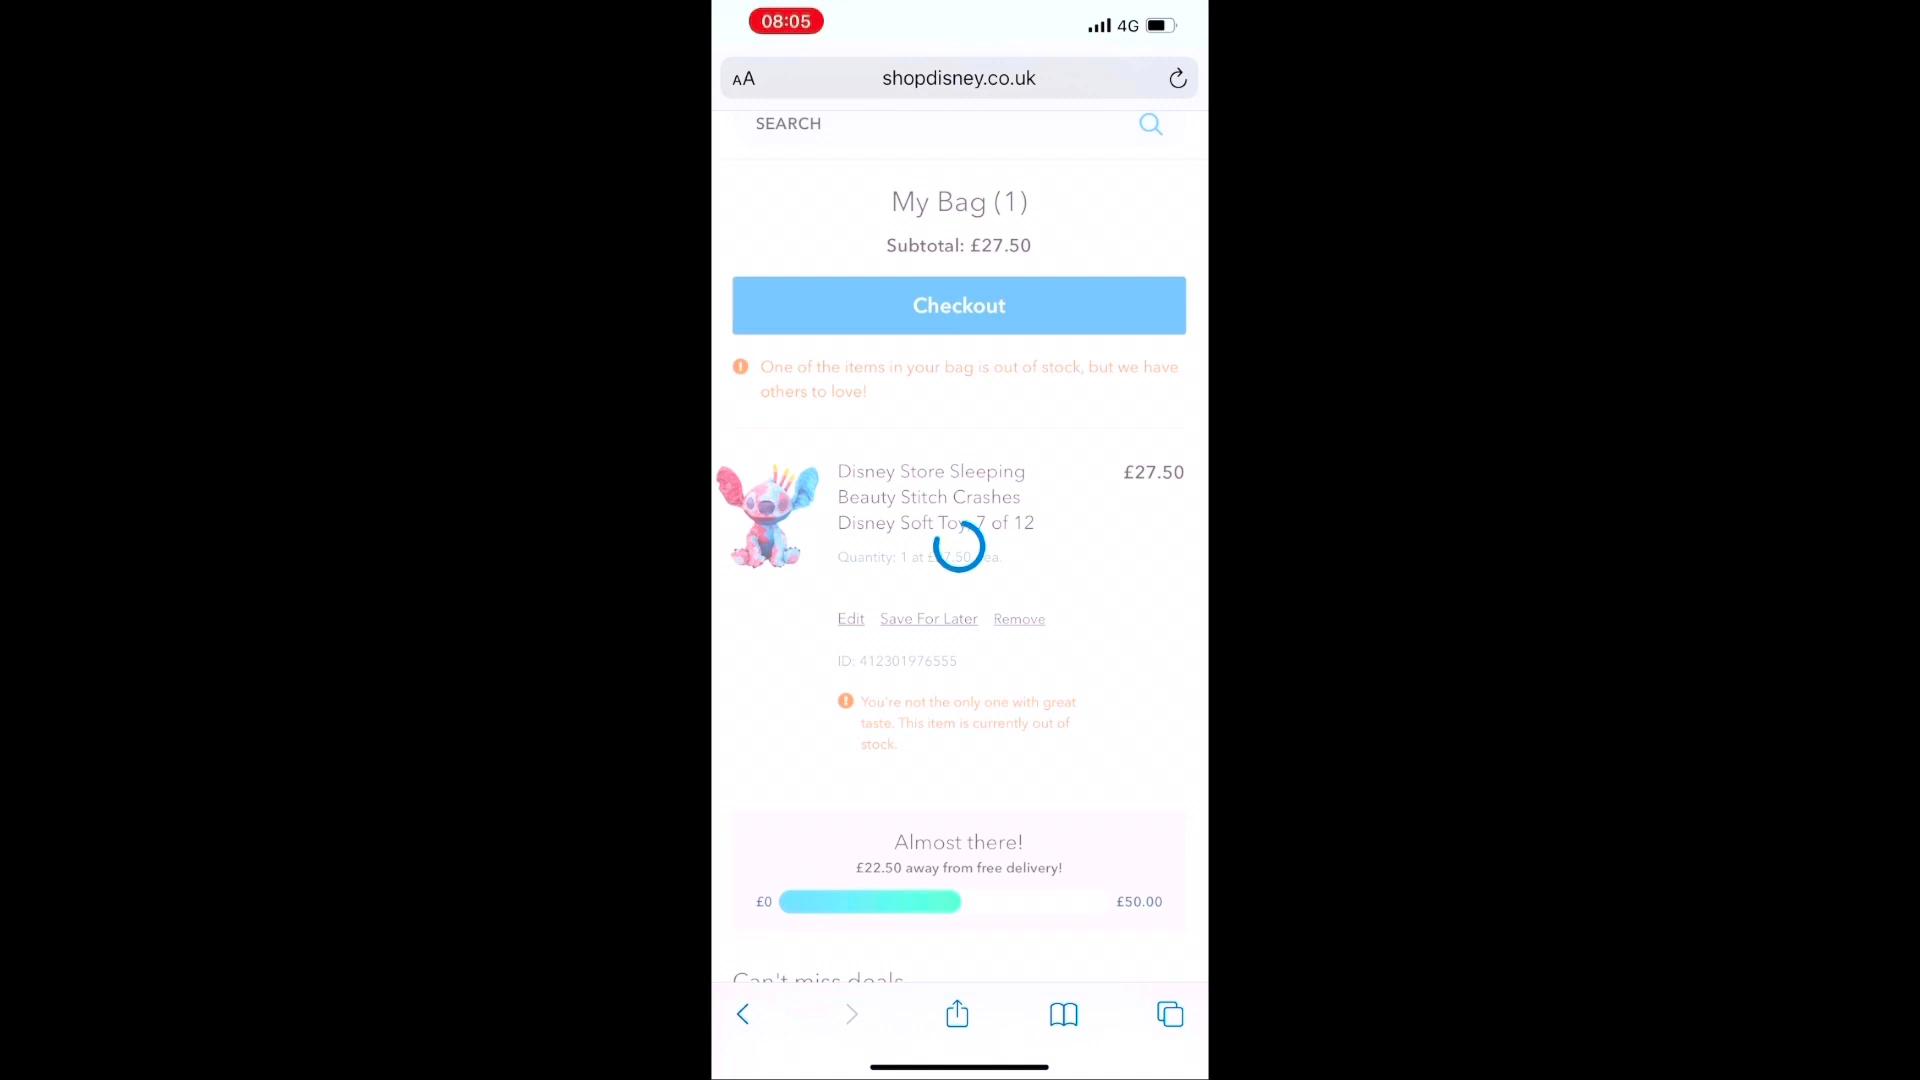 08:05
4G
AA
shopdisney.co.uk
SEARCH
My Bag (1)
Subtotal: £27.50
Checkout
One of the items in your bag is out of stock, but we have
others to love!
Disney Store Sleeping
£27.50
Beauty Stitch Crashes
Disney Soft Toy, 7 of 12
Quantity: 1 at £27.50 ea.
Edit Save For Later Remove
ID: 412301976555
You're not the only one with great
taste. This item is currently out of
stock.
Almost there!
£22.50 away from free delivery!
£0
£50.00
Can't miss deals